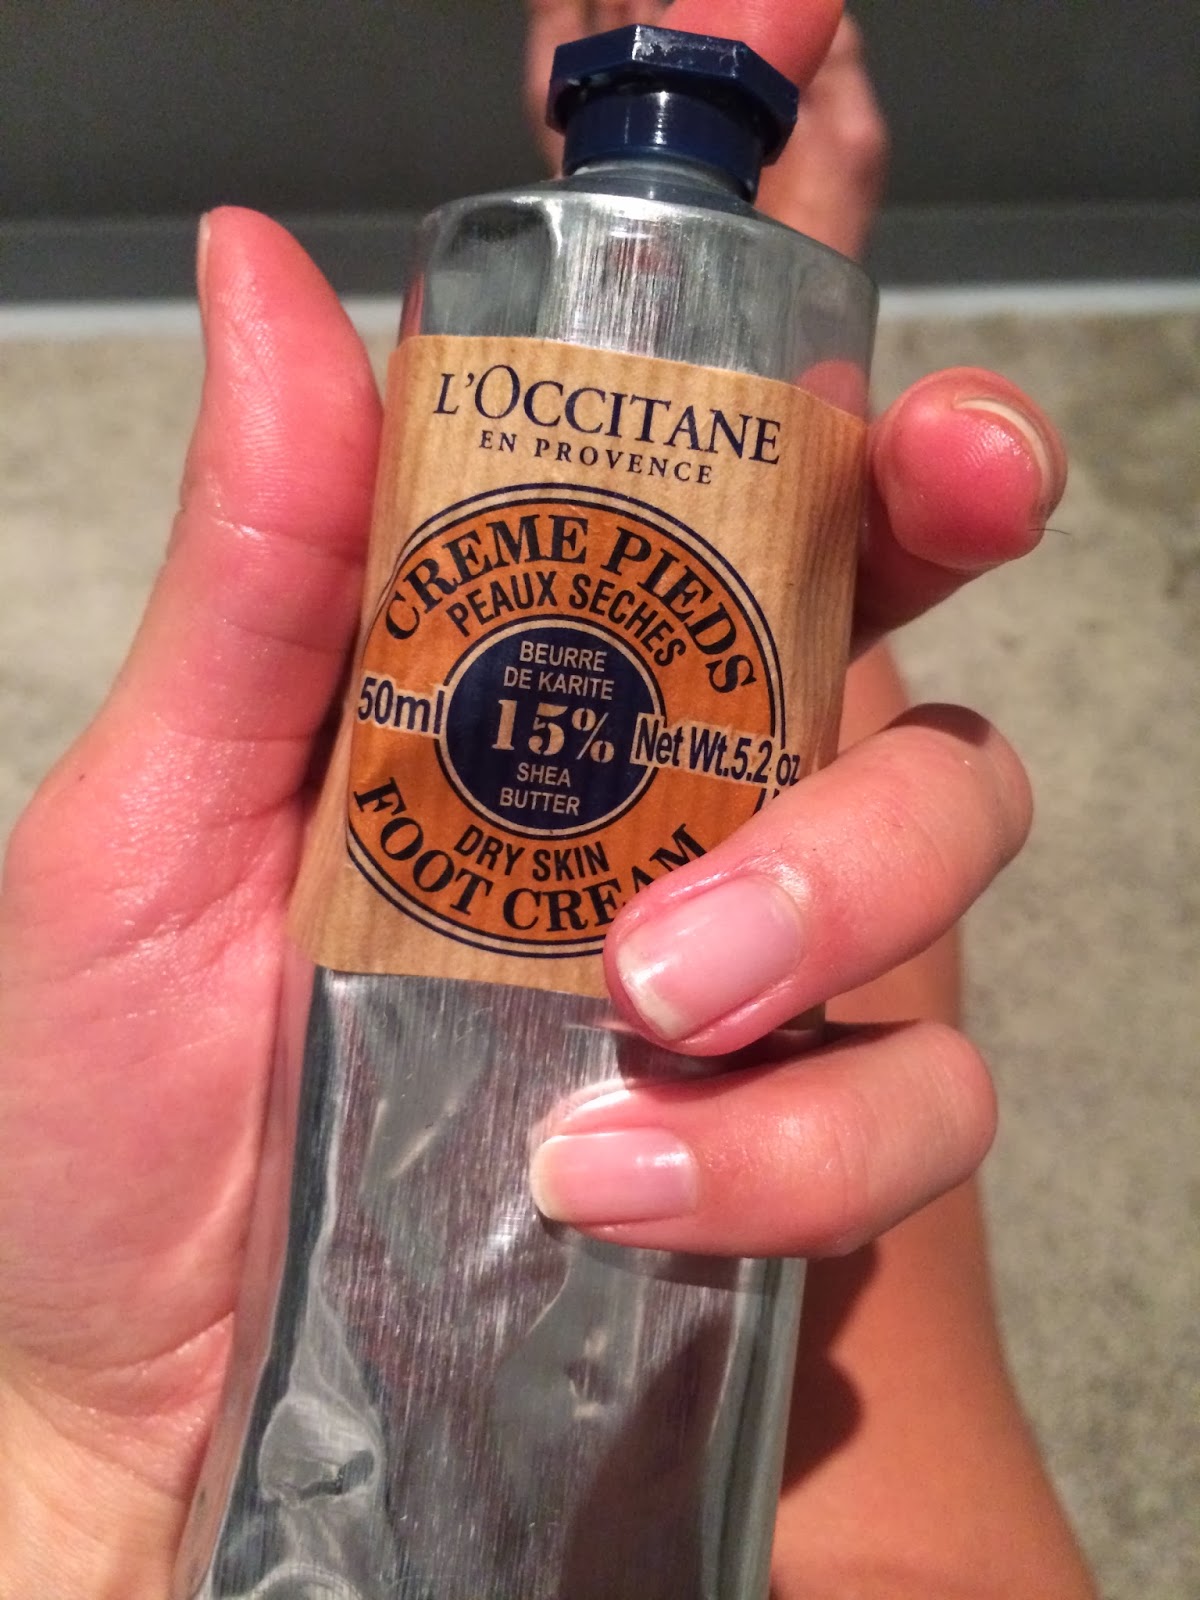 L'OCCITANE
EN PROVENCE
CREME PIEDS
PEAUX SECHES
BEURRE
DE KARITE
50ml 15% Net Wt.5.2 oz
SHEA
BUTTER
DRY SKIN
FOOT CREAM